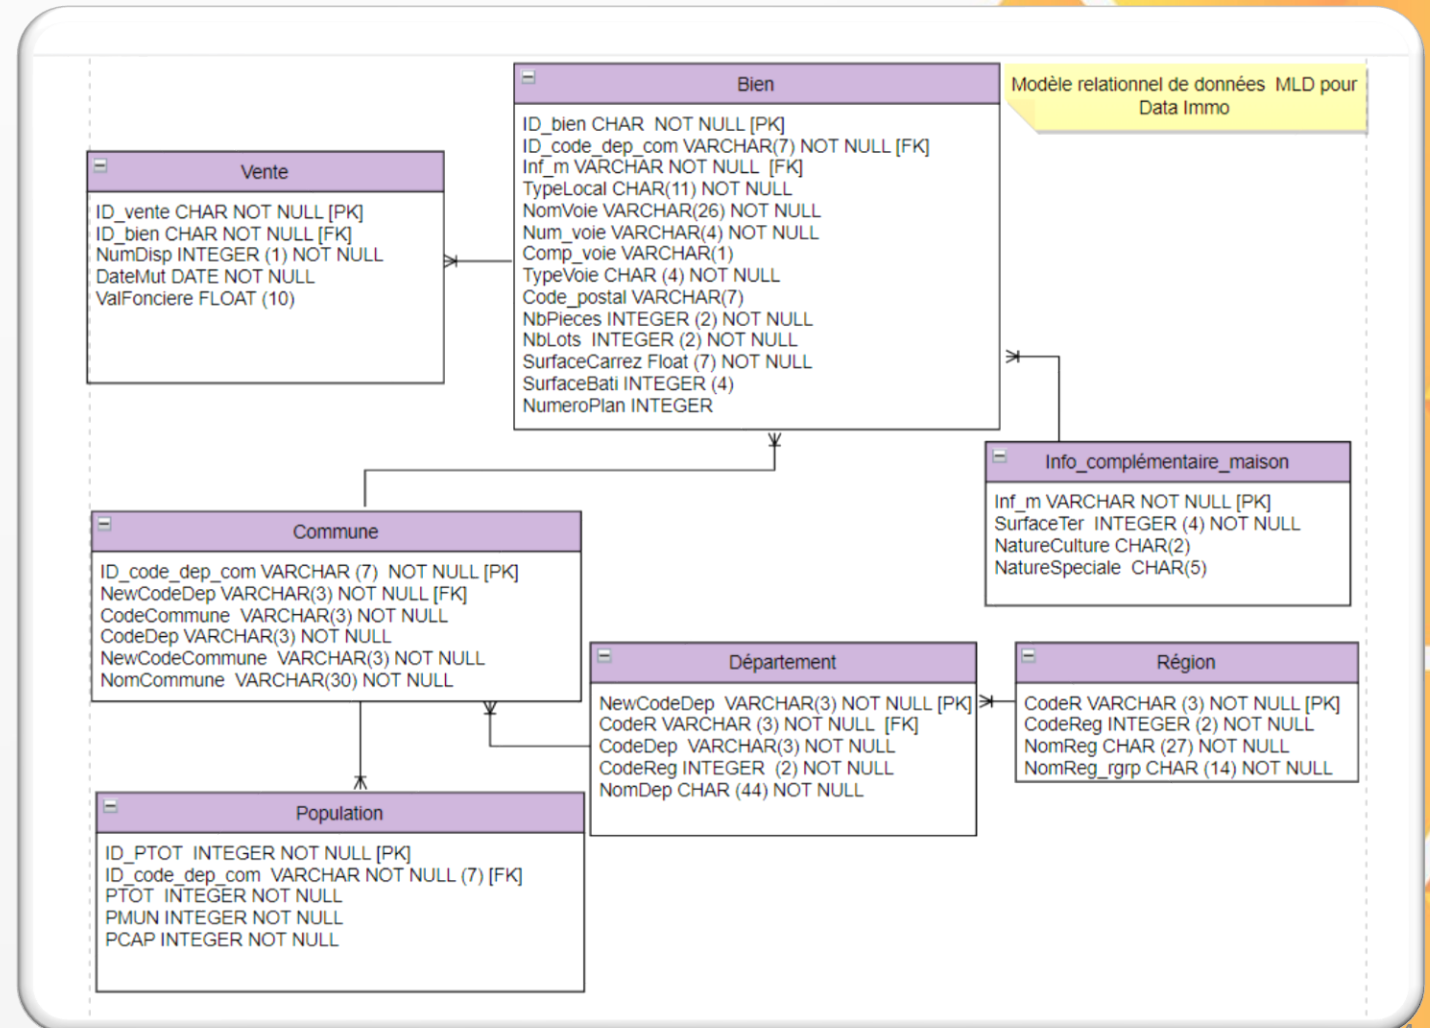 Modèle relationnel de données  MLD pour
Data Immo
Bien
ID_bien CHAR  NOT NULL [PK]
ID_code_dep_com VARCHAR(7) NOT NULL [FK]
Inf_m VARCHAR NOT NULL  [FK]
TypeLocal CHAR(11) NOT NULL
NomVoie VARCHAR(26) NOT NULL
Num_voie VARCHAR(4) NOT NULL
Comp_voie VARCHAR(1)
TypeVoie CHAR (4) NOT NULL
Code_postal VARCHAR(7)
NbPieces INTEGER (2) NOT NULL
NbLots  INTEGER (2) NOT NULL
SurfaceCarrez Float (7) NOT NULL
SurfaceBati INTEGER (4)
NumeroPlan INTEGER
Vente
ID_vente CHAR NOT NULL [PK]
ID_bien CHAR NOT NULL [FK]
NumDisp INTEGER (1) NOT NULL
DateMut DATE NOT NULL
ValFonciere FLOAT (10)
Info_complémentaire_maison
Inf_m VARCHAR NOT NULL [PK]
SurfaceTer  INTEGER (4) NOT NULL
NatureCulture CHAR(2)
NatureSpeciale  CHAR(5)
Commune
ID_code_dep_com VARCHAR (7)  NOT NULL [PK]
NewCodeDep VARCHAR(3) NOT NULL [FK]
CodeCommune  VARCHAR(3) NOT NULL
CodeDep VARCHAR(3) NOT NULL
NewCodeCommune  VARCHAR(3) NOT NULL
NomCommune  VARCHAR(30) NOT NULL
Département
NewCodeDep  VARCHAR(3) NOT NULL [PK]
CodeR VARCHAR (3) NOT NULL  [FK]
CodeDep  VARCHAR(3) NOT NULL
CodeReg INTEGER  (2) NOT NULL
NomDep CHAR (44) NOT NULL
Région
CodeR VARCHAR (3) NOT NULL [PK]
CodeReg INTEGER (2) NOT NULL
NomReg CHAR (27) NOT NULL
NomReg_rgrp CHAR (14) NOT NULL
Population
ID_PTOT  INTEGER NOT NULL [PK]
ID_code_dep_com  VARCHAR NOT NULL (7) [FK]
PTOT  INTEGER NOT NULL
PMUN INTEGER NOT NULL
PCAP INTEGER NOT NULL